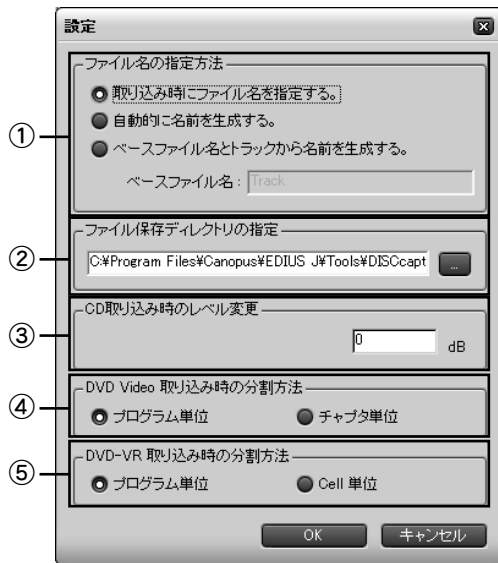 設定
ファイル名の指定方法
取り込み時にファイル名を指定する。
自動的に名前を生成する。
ベースファイル名とトラックから名前を生成する。
ベースファイル名: Track
①
ファイル保存ディレクトリの指定
②
C:¥Program Files¥Canopus¥EDIUS J¥Tools¥DISCcapt ...
CD取り込み時のレベル変更
③
0 dB
DVD Video 取り込み時の分割方法
④
プログラム単位 チャプタ単位
DVD-VR 取り込み時の分割方法
⑤
プログラム単位 Cell 単位
OK キャンセル